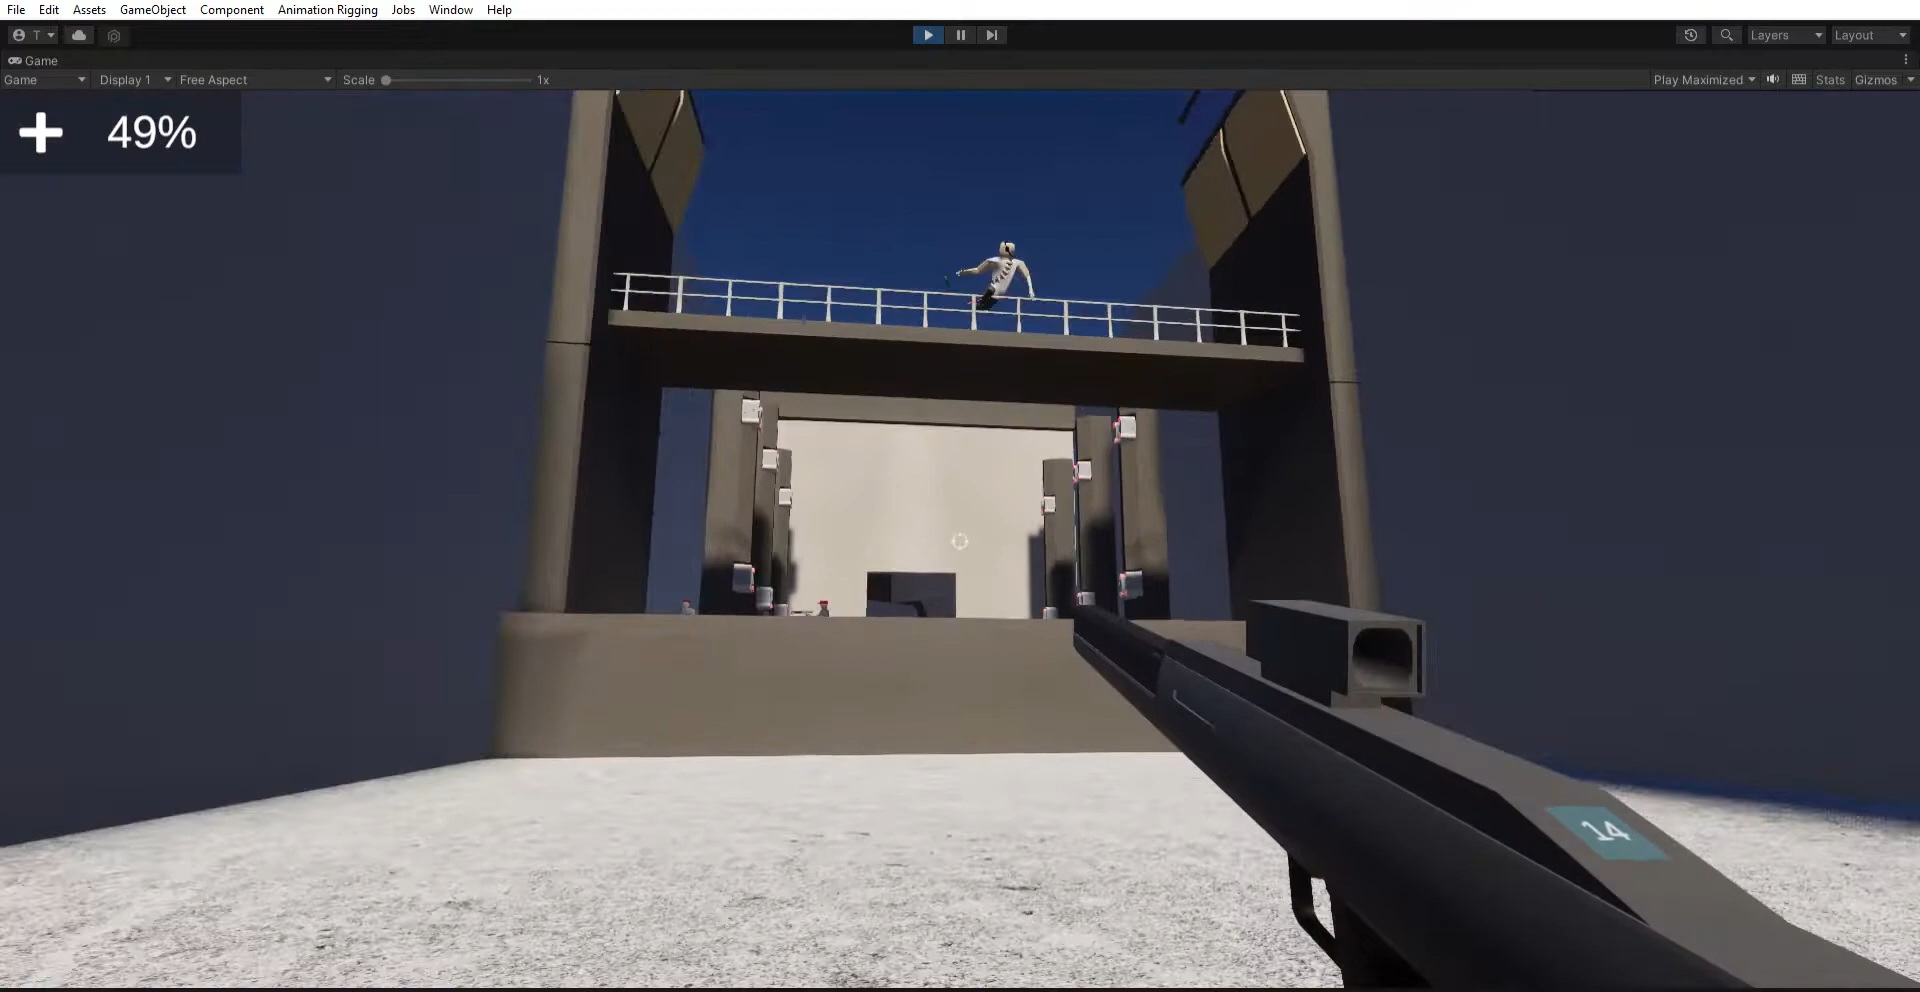 File Edit Assets GameObject Component Animation Rigging Jobs Window Help
T Layers Layout
Game
Game Display 1 Free Aspect Scale 1x Play Maximized Stats Gizmos
49%
14